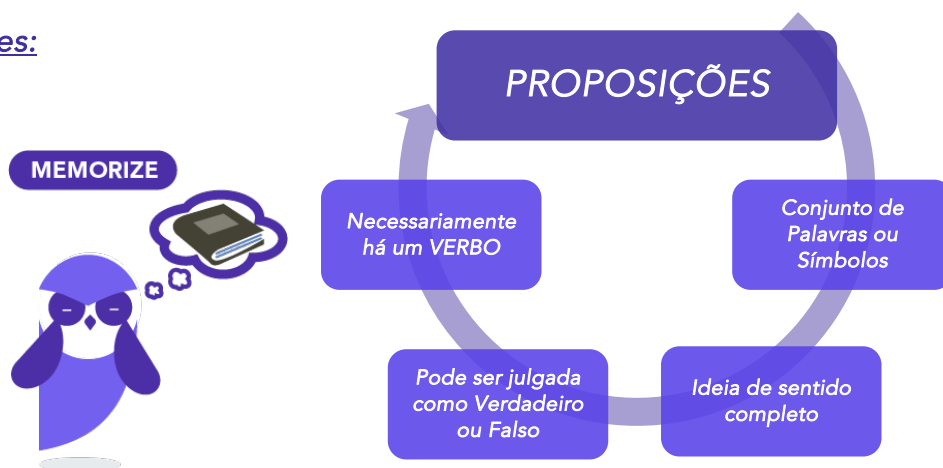 es:
PROPOSIÇÕES
MEMORIZE
Necessariamente
há um VERBO
Conjunto de
Palavras ou
Símbolos
Pode ser julgada
como Verdadeiro
ou Falso
Ideia de sentido
completo